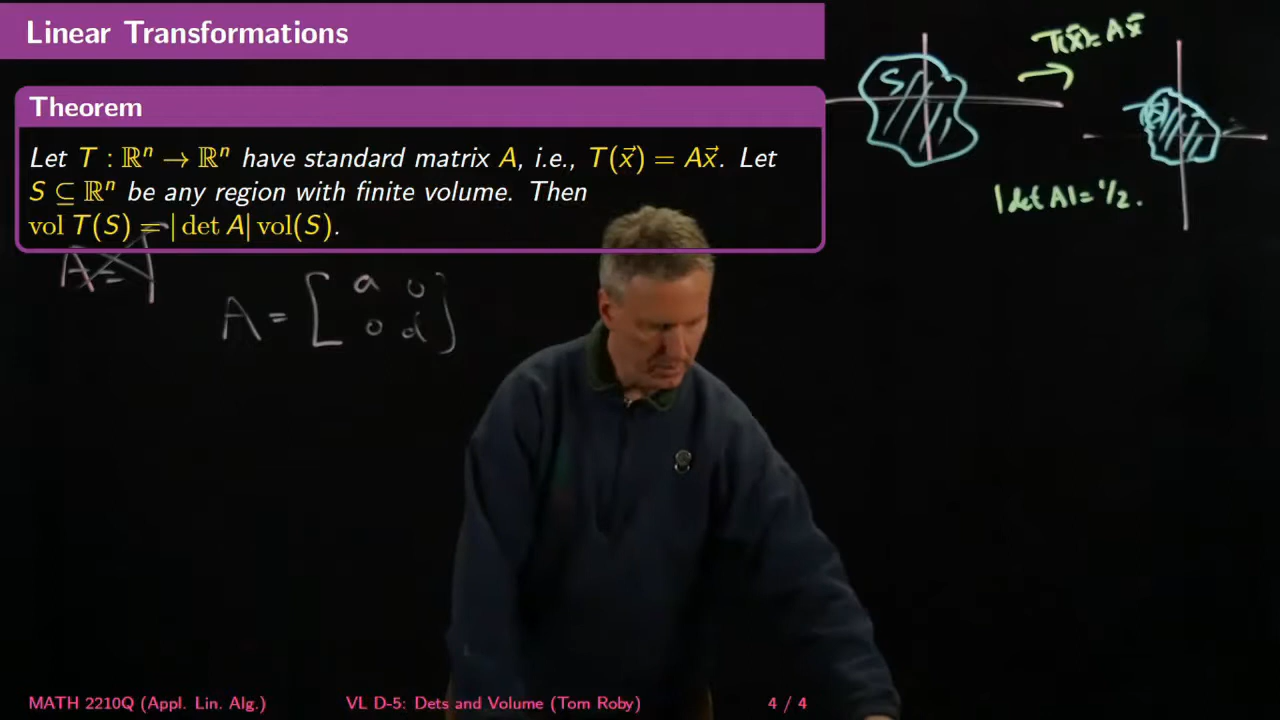 Linear Transformations
Theorem
Let T : ℝⁿ → ℝⁿ have standard matrix A, i.e., T(x⃗) = Ax⃗. Let
S ⊆ ℝⁿ be any region with finite volume. Then
vol T(S) = | det A| vol(S).
A = [ a 0
0 d ]
S
T(x⃗) = Ax⃗
|det A| = 1/2.
MATH 2210Q (Appl. Lin. Alg.)
VL D-5: Dets and Volume (Tom Roby)
4 / 4